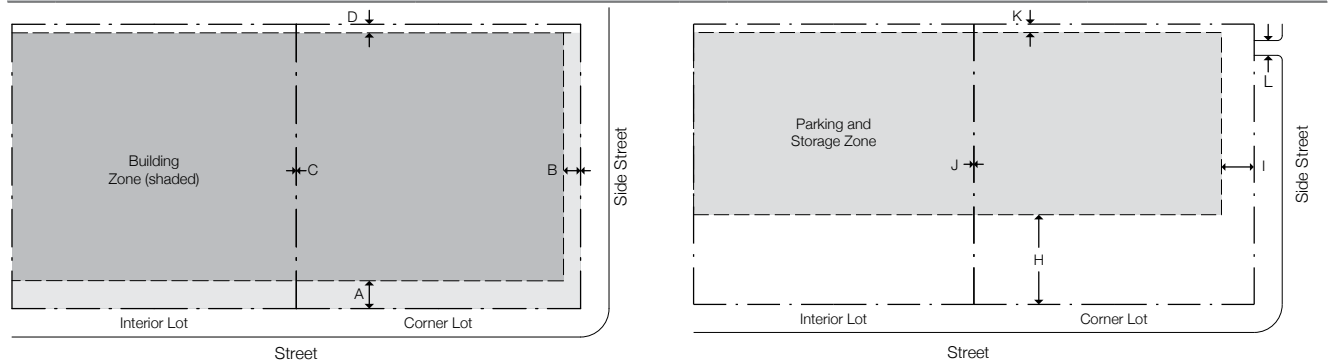 D
Building
Zone (shaded)
C
B
A
Interior Lot
Corner Lot
Street
Side Street
K
L
Parking and
Storage Zone
J
I
H
Interior Lot
Corner Lot
Street
Side Street